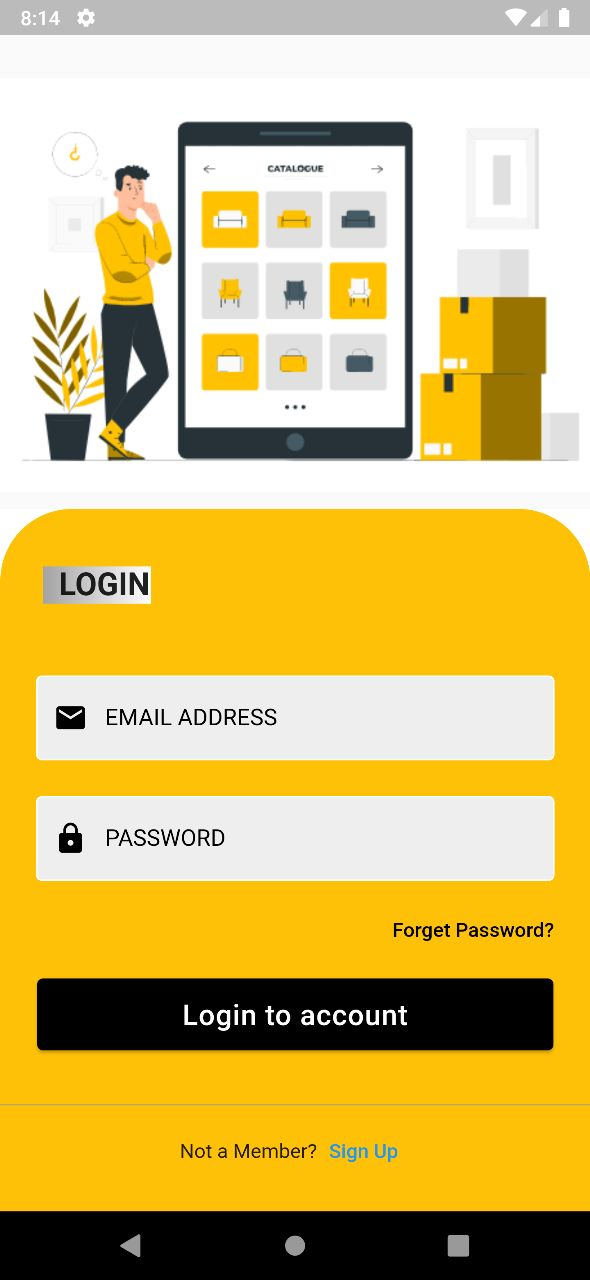 8:14
CATALOGUE
LOGIN
EMAIL ADDRESS
PASSWORD
Forget Password?
Login to account
Not a Member? Sign Up